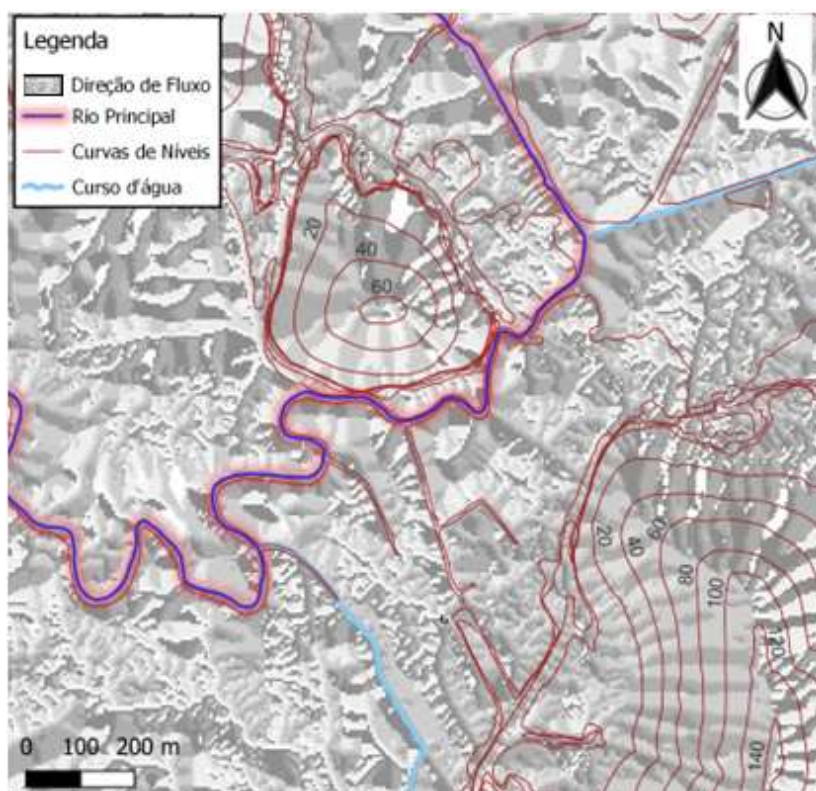 Legenda
Direção de Fluxo
Rio Principal
Curvas de Níveis
Curso d'água
N
20
40
60
20
40
60
80
100
120
140
0 100 200 m